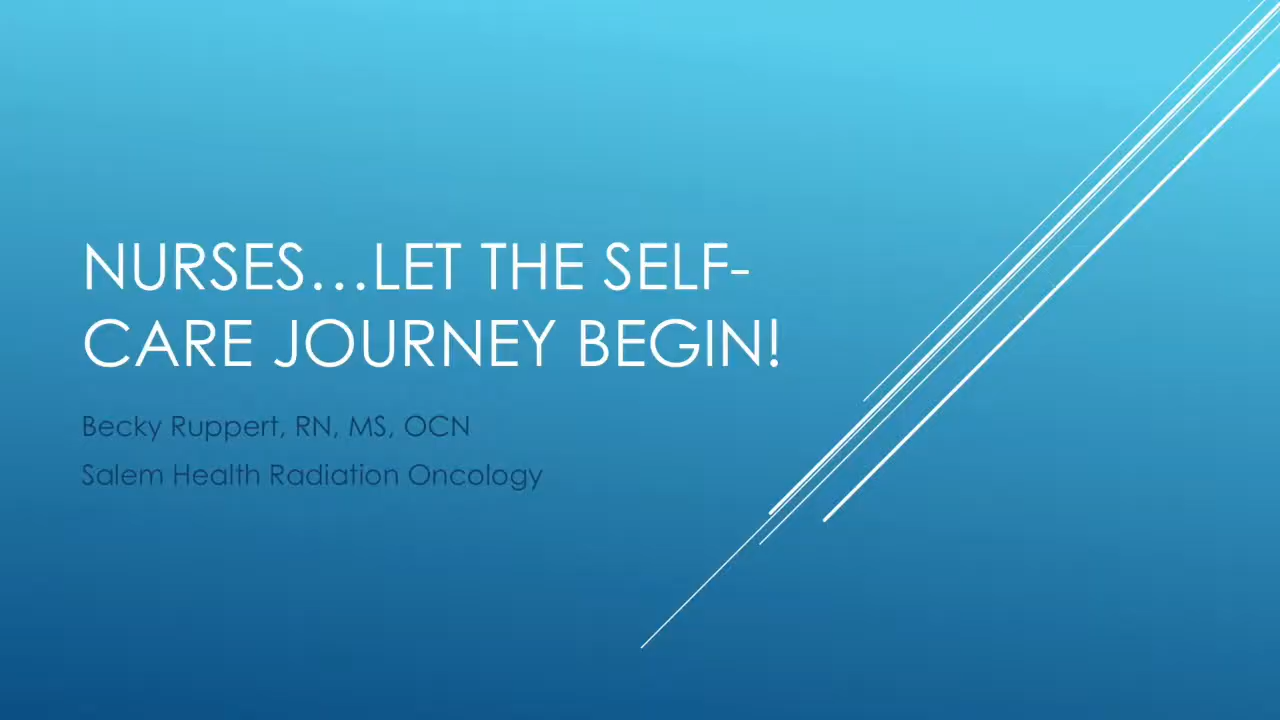 NURSES…LET THE SELF-
CARE JOURNEY BEGIN!
Becky Ruppert, RN, MS, OCN
Salem Health Radiation Oncology